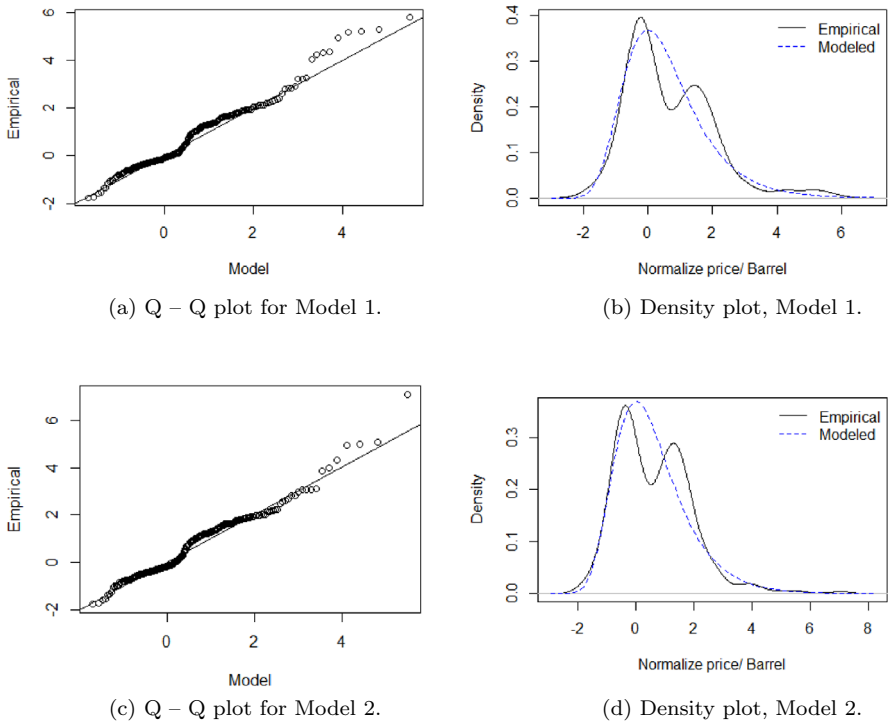 Empirical
6
4
2
0
-2
0
2
4
Model
(a) Q – Q plot for Model 1.
Density
0.4
0.3
0.2
0.1
0.0
Empirical
Modeled
-2
0
2
4
6
Normalize price/ Barrel
(b) Density plot, Model 1.
Empirical
6
4
2
0
-2
0
2
4
Model
(c) Q – Q plot for Model 2.
Density
0.3
0.2
0.1
0.0
Empirical
Modeled
-2
0
2
4
6
8
Normalize price/ Barrel
(d) Density plot, Model 2.